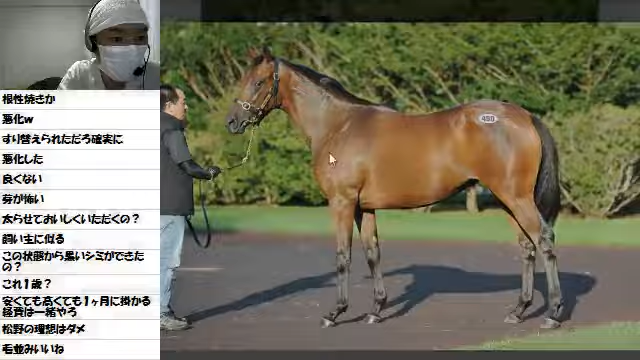 根性焼きか
悪化w
すり替えられただろ確実に
悪化した
良くない
芽が怖い
太らせておいしくいただくの？
飼い主に似る
この状態から黒いシミができた
の？
これ1歳？
安くても高くても1ヶ月に掛かる
経費は一緒やろ
松野の理想はダメ
毛並みいいね